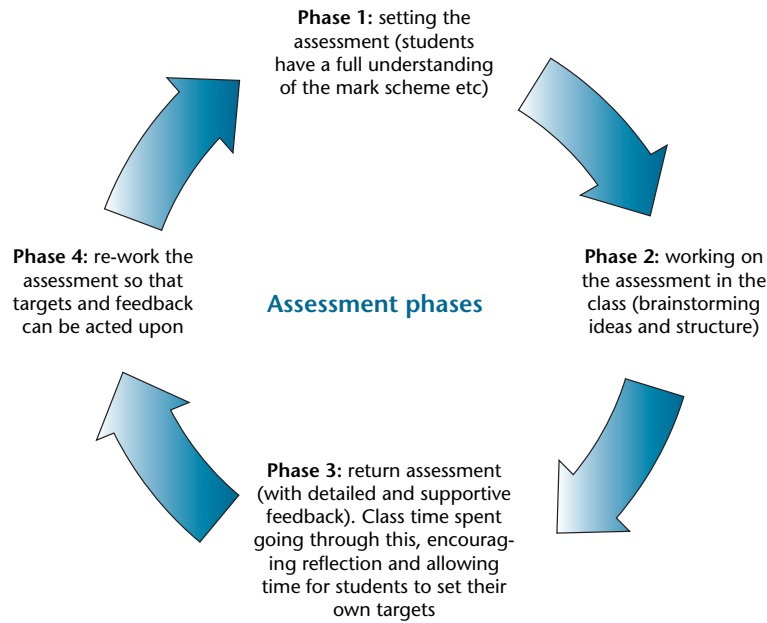 Phase 1: setting the
assessment (students
have a full understanding
of the mark scheme etc)
Phase 2: working on
the assessment in the
class (brainstorming
ideas and structure)
Phase 3: return assessment
(with detailed and supportive
feedback). Class time spent
going through this, encourag-
ing reflection and allowing
time for students to set their
own targets
Phase 4: re-work the
assessment so that
targets and feedback
can be acted upon
Assessment phases